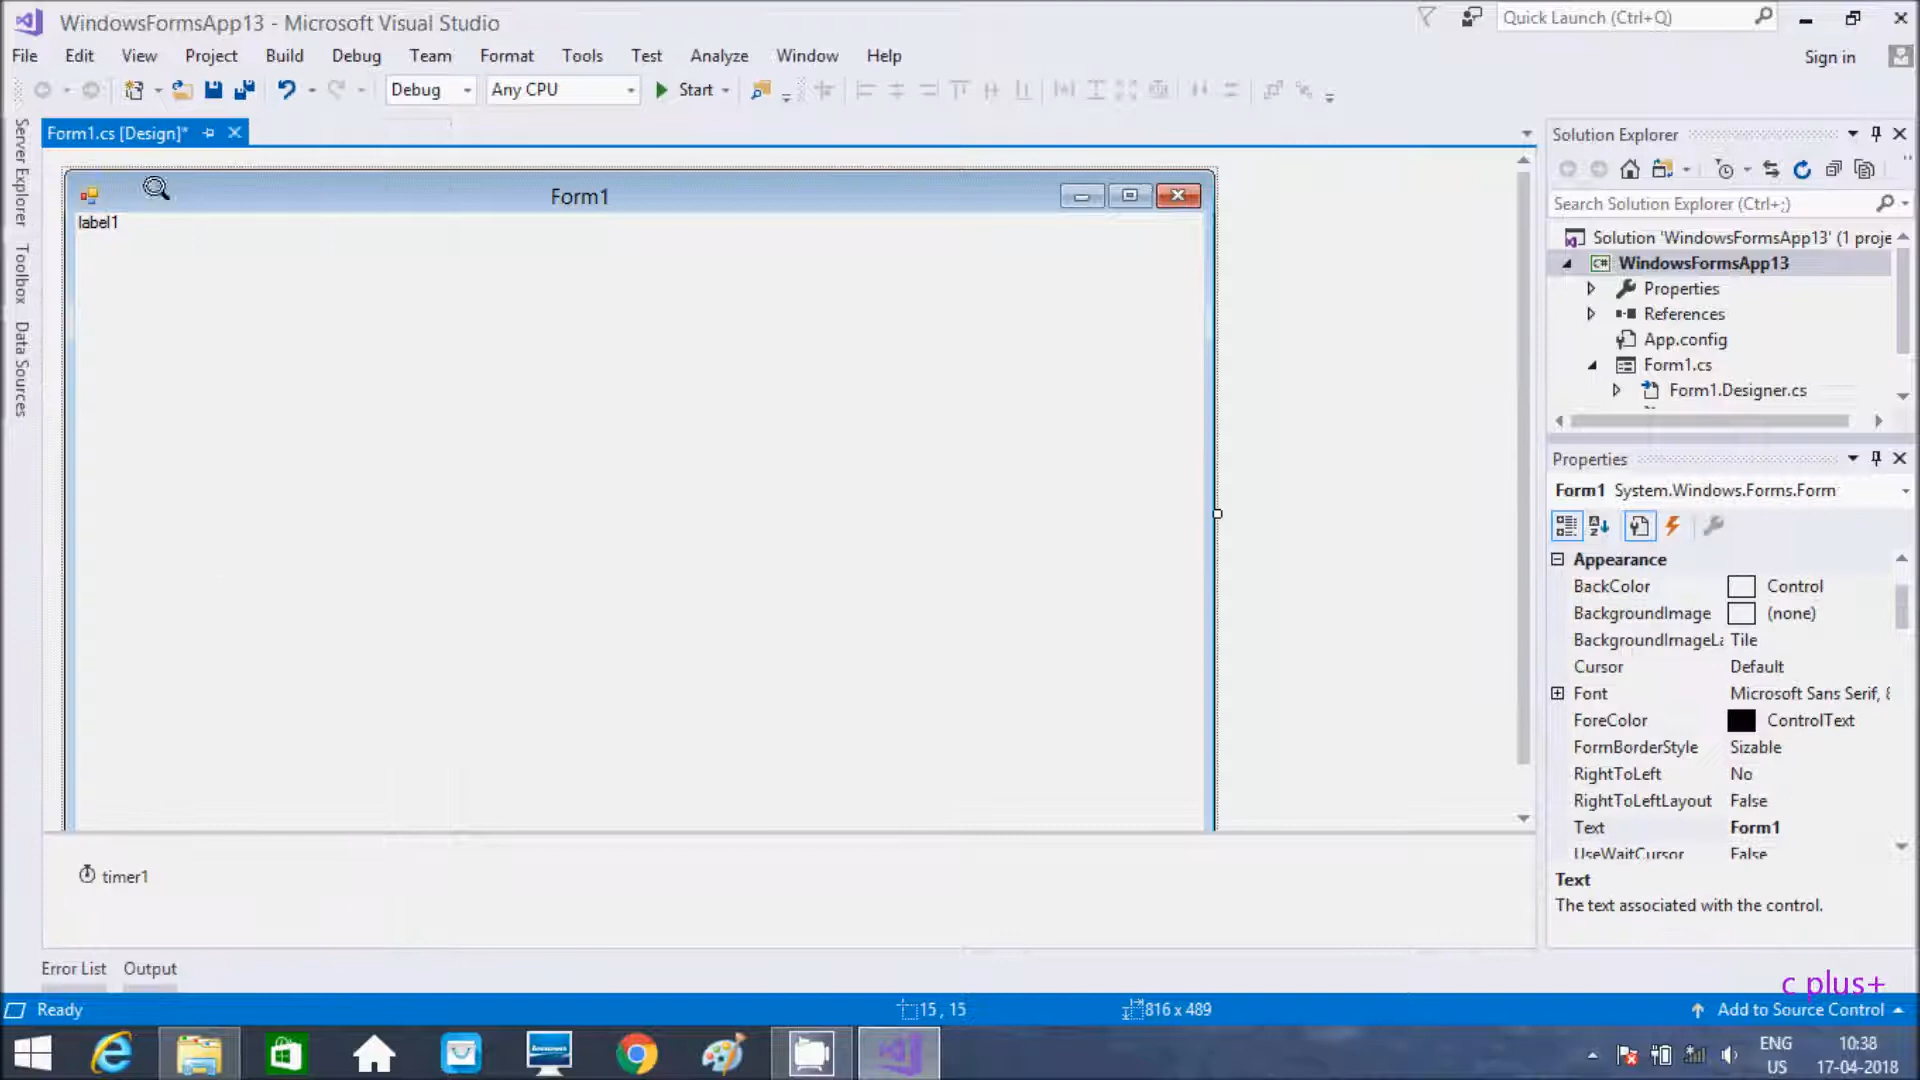 WindowsFormsApp13 - Microsoft Visual Studio
Quick Launch (Ctrl+Q)
File Edit View Project Build Debug Team Format Tools Test Analyze Window Help
Sign in
Debug Any CPU Start
Server Explorer
Toolbox
Data Sources
Form1.cs [Design]*
Form1
label1
timer1
Solution Explorer
Search Solution Explorer (Ctrl+;)
Solution 'WindowsFormsApp13' (1 proje
C# WindowsFormsApp13
Properties
References
App.config
Form1.cs
Form1.Designer.cs
Properties
Form1 System.Windows.Forms.Form
Appearance
BackColor Control
BackgroundImage (none)
BackgroundImageLa Tile
Cursor Default
Font Microsoft Sans Serif, 8
ForeColor ControlText
FormBorderStyle Sizable
RightToLeft No
RightToLeftLayout False
Text Form1
UseWaitCursor False
Text
The text associated with the control.
Error List Output
c plus+
Ready 15 , 15 816 x 489 Add to Source Control
ENG 10:38
US 17-04-2018